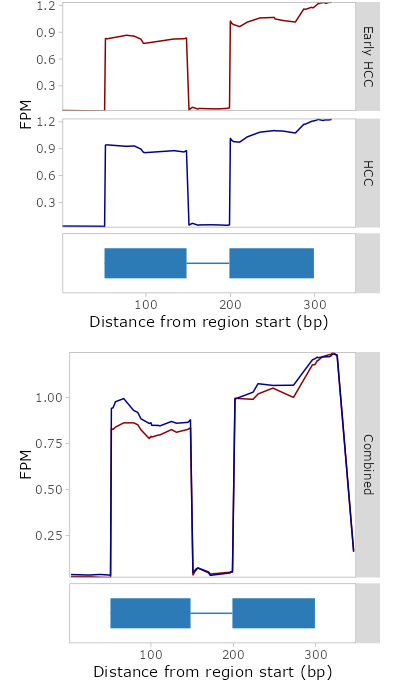 1.2
0.9
0.6
0.3
Early HCC
FPM
1.2
0.9
0.6
0.3
HCC
100 200 300
Distance from region start (bp)
1.00
0.75
0.50
0.25
FPM
Combined
100 200 300
Distance from region start (bp)